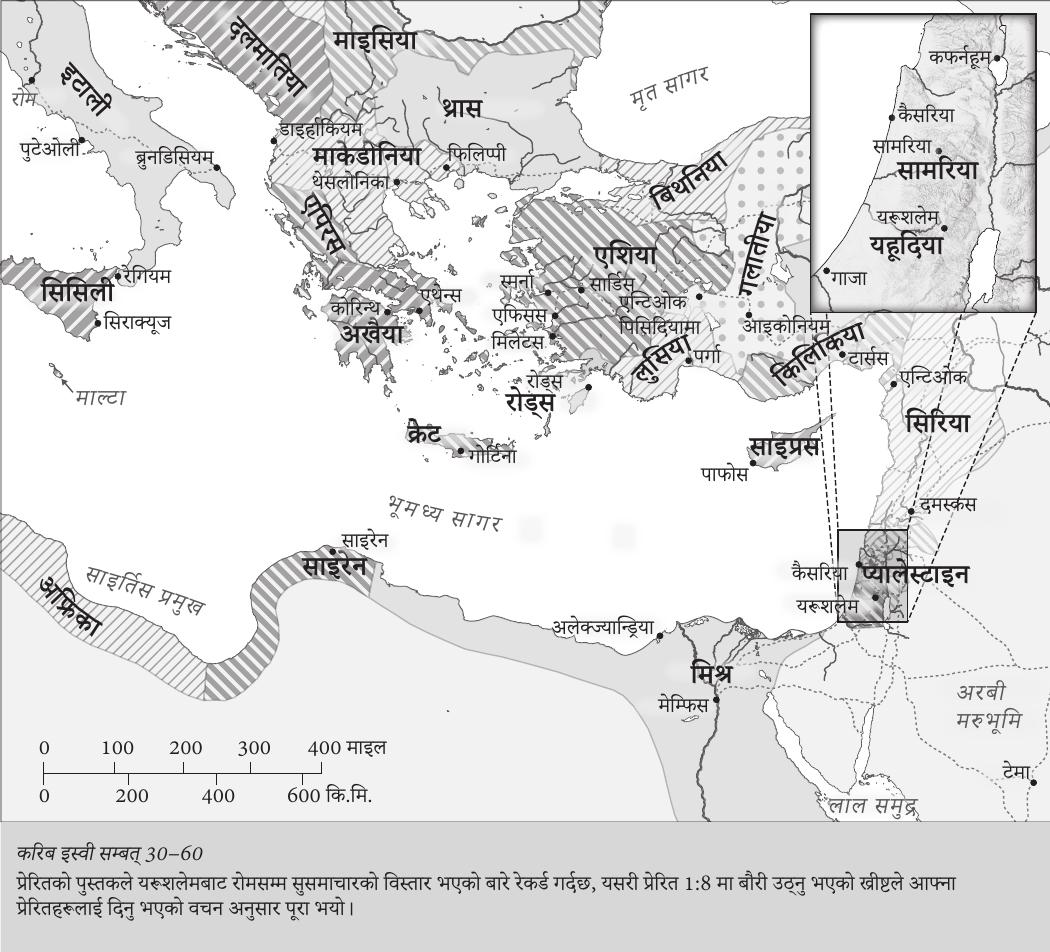 दलमातिया
माइसिया
इटाली
रोम
पुटेओली
ब्रुनडिसियम
थ्रास
मृत सागर
डाइर्हाकियम
माकेडोनिया
फिलिप्पी
थेसलोनिका
एपिरस
बिथनिया
गालातीया
एशिया
स्मर्ना
सार्डिस
एन्टिओक
पिसिदियामा
एफिसस
मिलेटस
आइकोनियम
लुसिया
पर्गा
किलिकिया
टार्सस
एन्टिओक
सिरिया
रेगियम
सिसिली
सिराक्यूज
माल्टा
कोरिन्थ
एथेन्स
अखैया
रोड्स
रोड्स
क्रेट
गोर्टिना
साइप्रस
पाफोस
भूमध्य सागर
दमस्कस
कैसरिया
प्यालेस्टाइन
यरूशलेम
साइरेन
साइरेन
साइर्तिस प्रमुख
आफ्रिका
अलेक्ज्यान्ड्रिया
मिश्र
मेम्फिस
अरबी
मरुभूमि
टेमा
लाल समुद्र
कफर्नहूम
कैसरिया
सामरिया
सामरिया
यरूशलेम
यहूदिया
गाजा
0 100 200 300 400 माइल
0 200 400 600 कि.मि.
करिब इस्वी सम्बत् 30–60
प्रेरितको पुस्तकले यरूशलेमबाट रोमसम्म सुसमाचारको विस्तार भएको बारे रेकर्ड गर्दछ, यसरी प्रेरित 1:8 मा बौरी उठ्नु भएको ख्रीष्टले आफ्ना
प्रेरितहरूलाई दिनु भएको वचन अनुसार पूरा भयो।